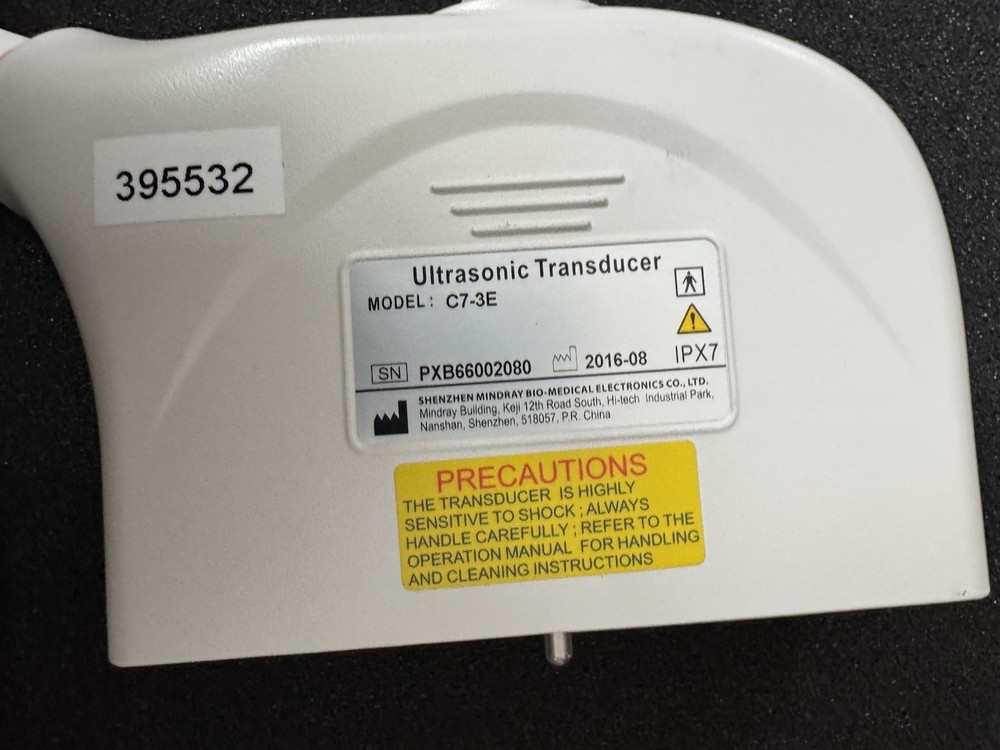 395532
Ultrasonic Transducer
MODEL: C7-3E
SN PXB66002080 2016-08 IPX7
SHENZHEN MINDRAY BIO-MEDICAL ELECTRONICS CO., LTD.
Mindray Building, Keji 12th Road South, Hi-tech Industrial Park,
Nanshan, Shenzhen, 518057, P.R. China
PRECAUTIONS
THE TRANSDUCER IS HIGHLY
SENSITIVE TO SHOCK ; ALWAYS
HANDLE CAREFULLY ; REFER TO THE
OPERATION MANUAL FOR HANDLING
AND CLEANING INSTRUCTIONS